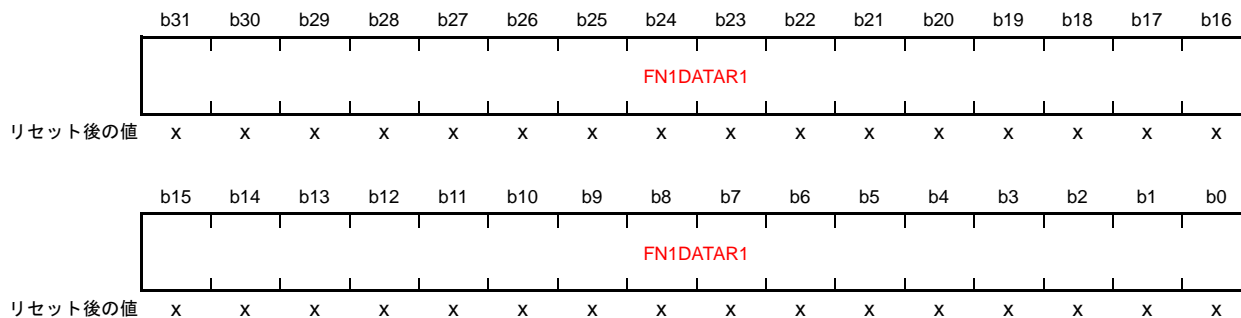 b31 b30 b29 b28 b27 b26 b25 b24 b23 b22 b21 b20 b19 b18 b17 b16
FN1DATAR1
リセット後の値 x x x x x x x x x x x x x x x x
b15 b14 b13 b12 b11 b10 b9 b8 b7 b6 b5 b4 b3 b2 b1 b0
FN1DATAR1
リセット後の値 x x x x x x x x x x x x x x x x